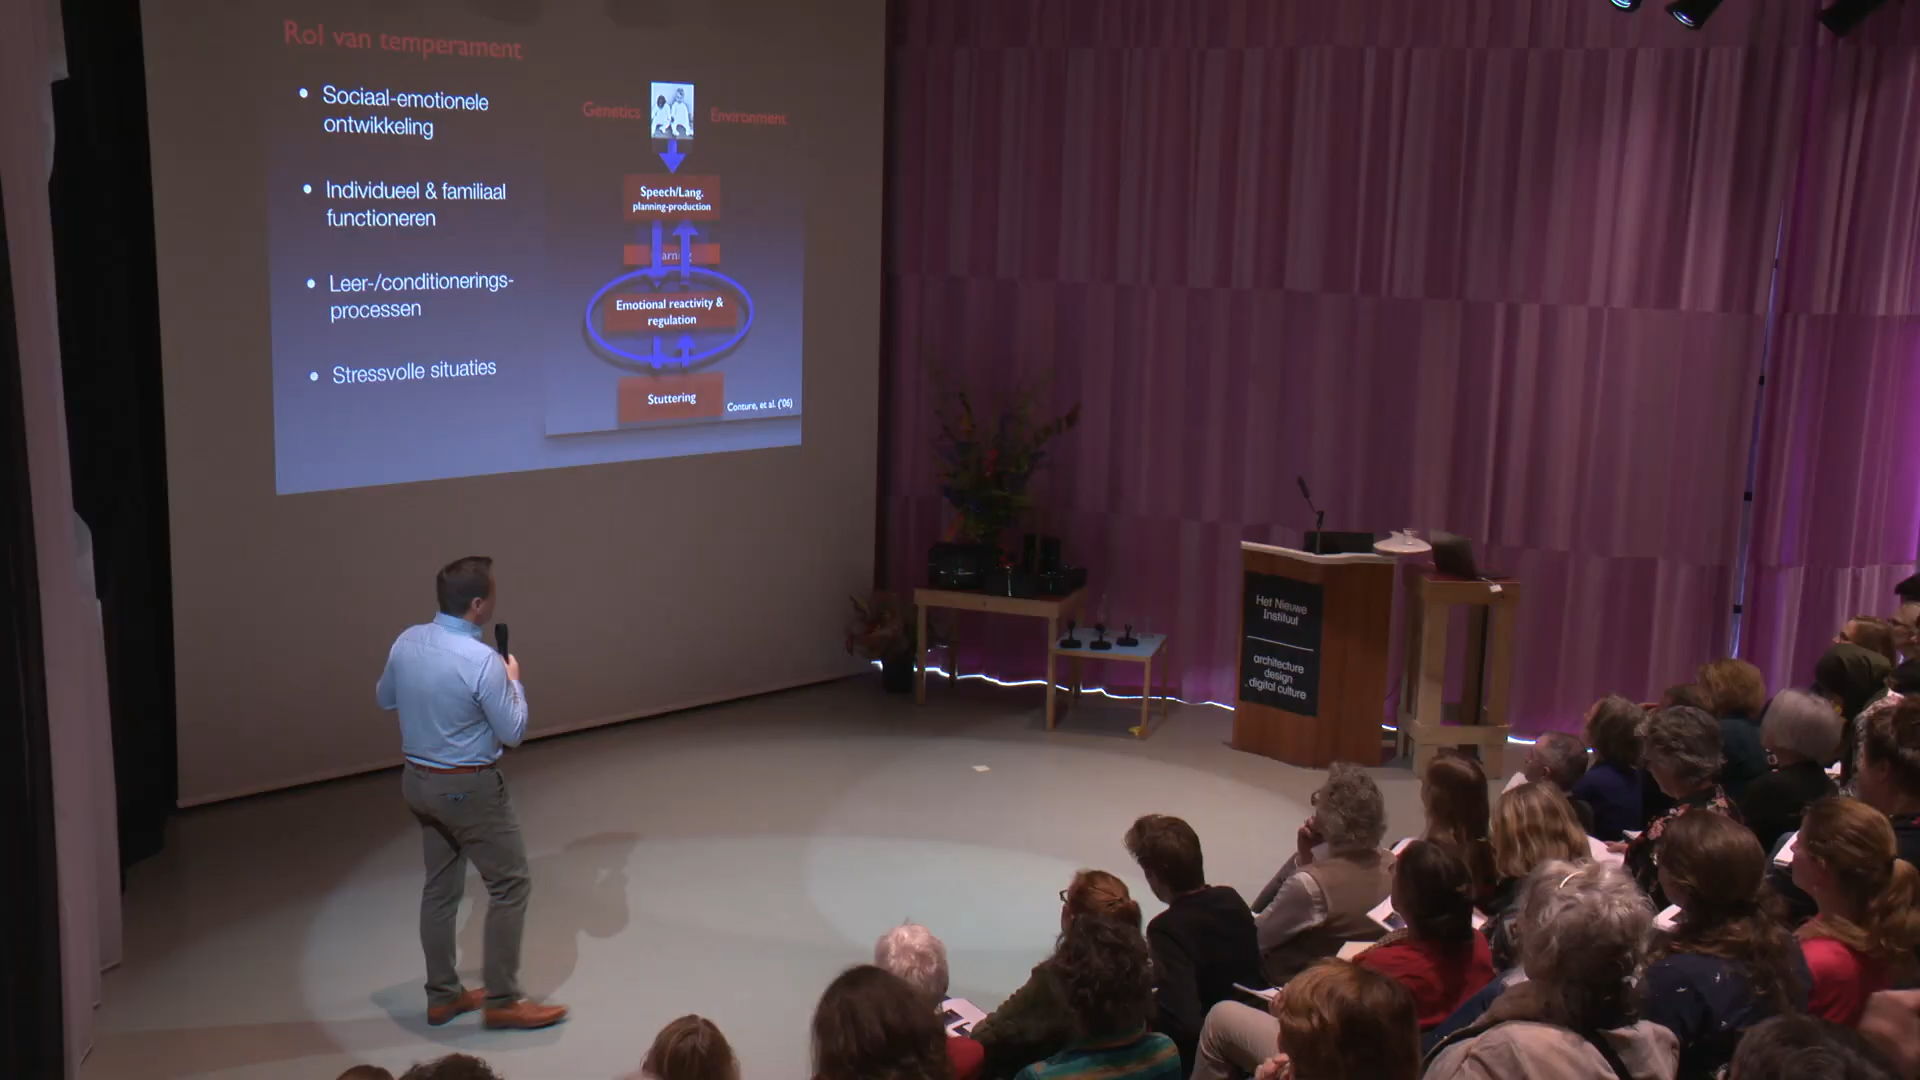 Rol van temperament
• Sociaal-emotionele
ontwikkeling
• Individueel & familiaal
functioneren
• Leer-/conditionerings-
processen
• Stressvolle situaties
Genetics
Environment
Speech/Lang.
planning-production
Emotional reactivity &
regulation
Stuttering
Conture, et al. ('06)
Het Nieuwe
Instituut
architecture
design
digital culture